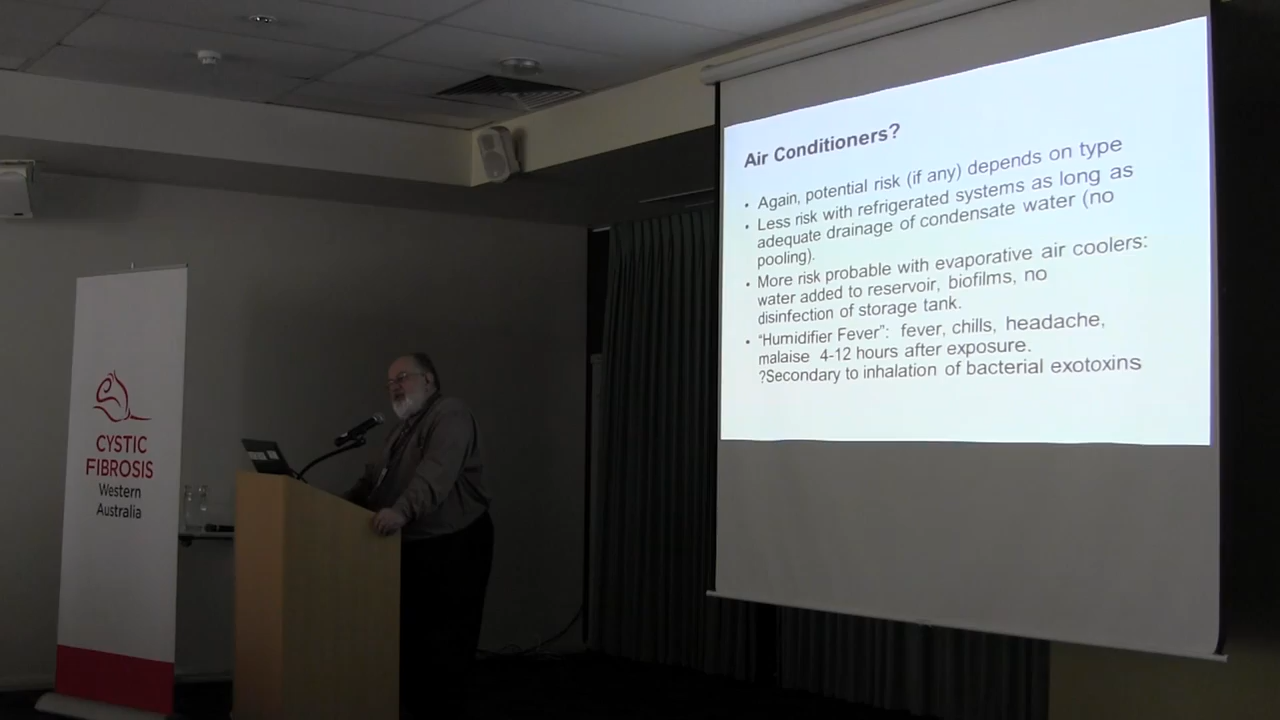 Air Conditioners?
• Again, potential risk (if any) depends on type
• Less risk with refrigerated systems as long as
adequate drainage of condensate water (no
pooling).
• More risk probable with evaporative air coolers:
water added to reservoir, biofilms, no
disinfection of storage tank.
• “Humidifier Fever”: fever, chills, headache,
malaise 4-12 hours after exposure.
?Secondary to inhalation of bacterial exotoxins
CYSTIC
FIBROSIS
Western
Australia